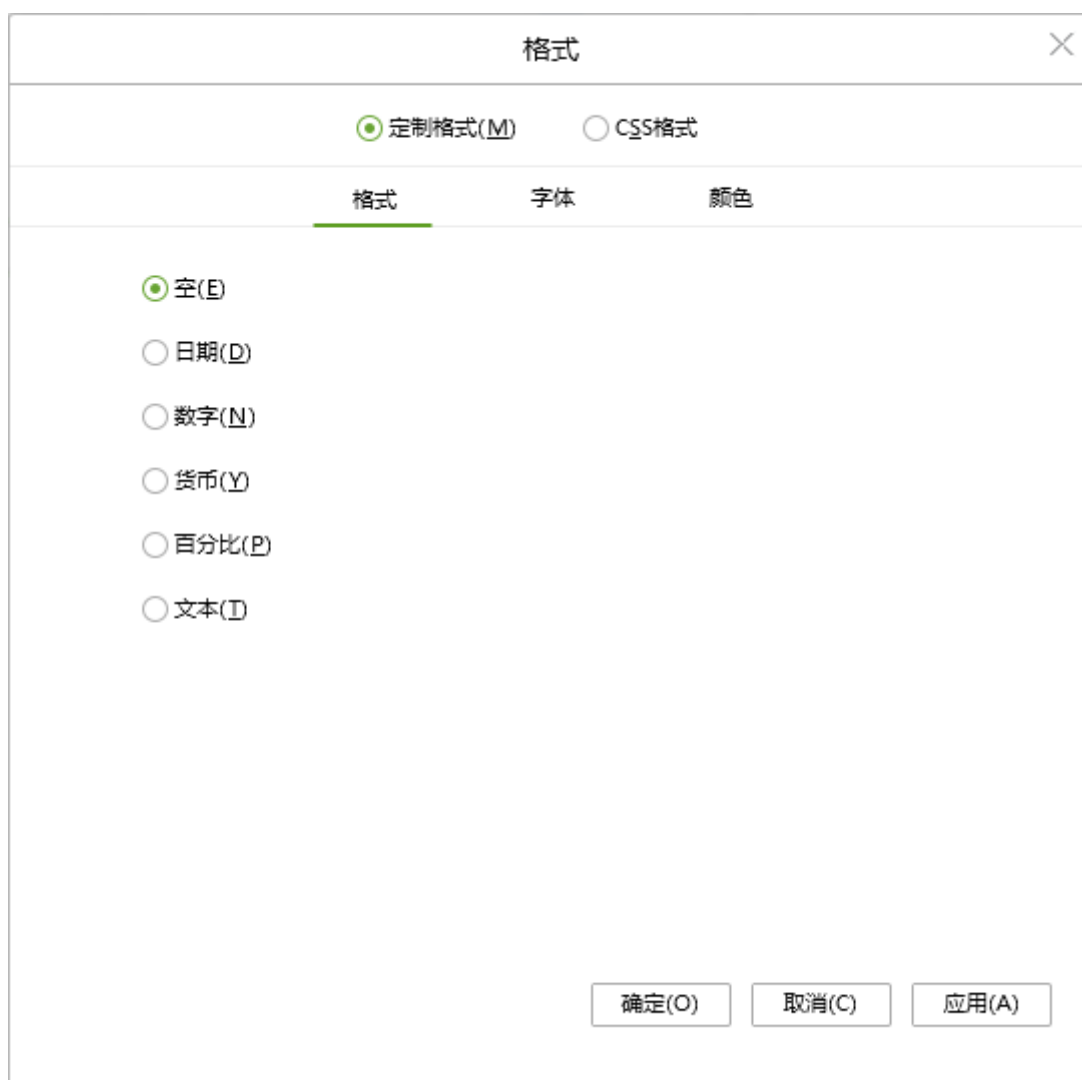 格式
定制格式(M) CSS格式
格式 字体 颜色
空(E)
日期(D)
数字(N)
货币(Y)
百分比(P)
文本(T)
确定(O) 取消(C) 应用(A)